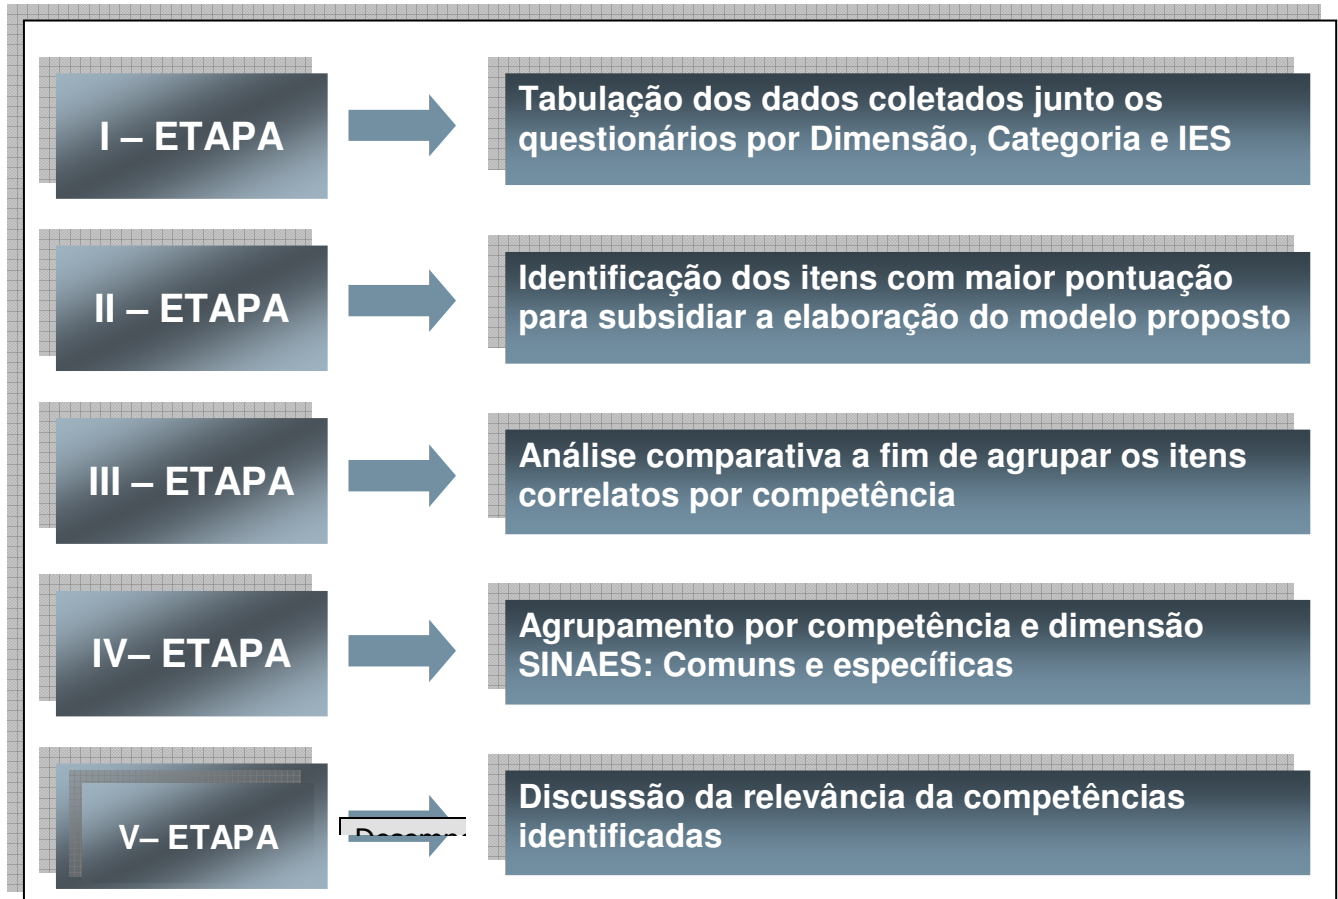 I – ETAPA
Tabulação dos dados coletados junto os
questionários por Dimensão, Categoria e IES
II – ETAPA
Identificação dos itens com maior pontuação
para subsidiar a elaboração do modelo proposto
III – ETAPA
Análise comparativa a fim de agrupar os itens
correlatos por competência
IV– ETAPA
Agrupamento por competência e dimensão
SINAES: Comuns e específicas
V– ETAPA
Discussão da relevância da competências
identificadas